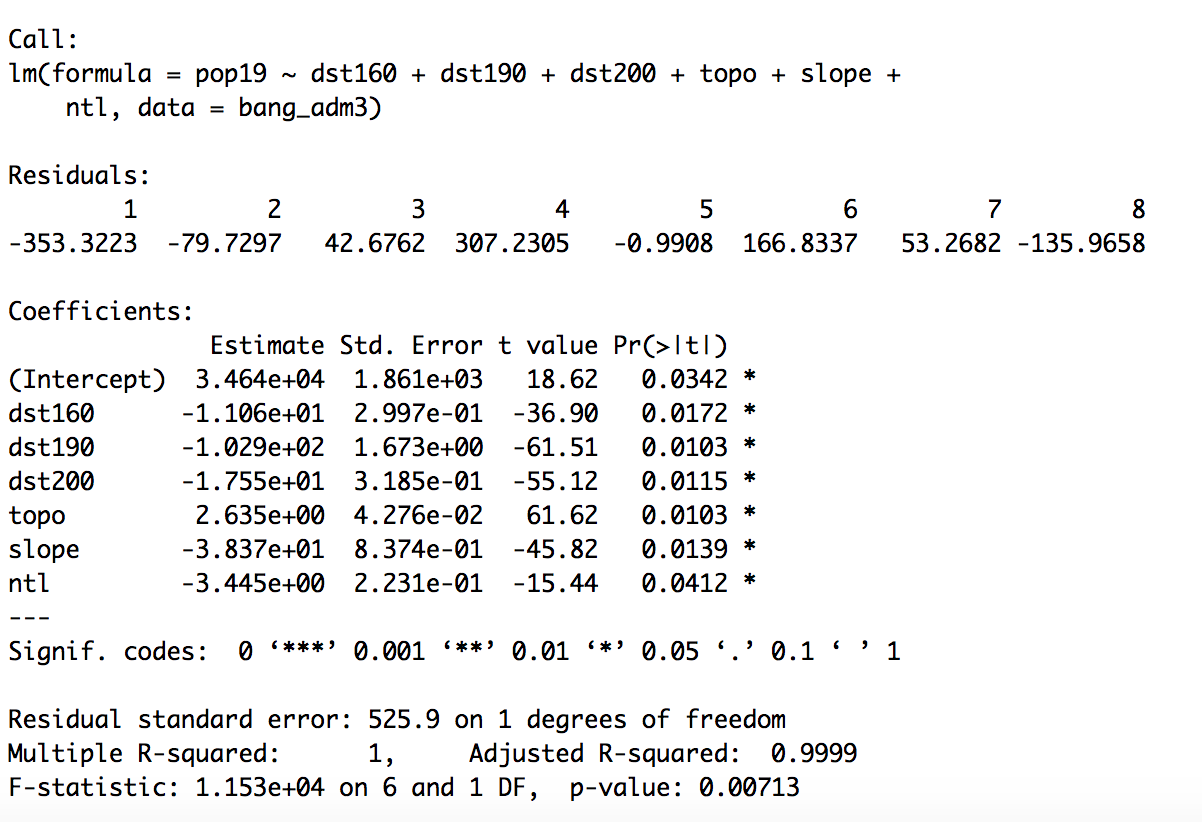 Call:
lm(formula = pop19 ~ dst160 + dst190 + dst200 + topo + slope +
    ntl, data = bang_adm3)

Residuals:
        1         2         3         4         5         6         7         8
-353.3223  -79.7297   42.6762  307.2305   -0.9908  166.8337   53.2682 -135.9658

Coefficients:
              Estimate Std. Error t value Pr(>|t|)
(Intercept)  3.464e+04  1.861e+03   18.62   0.0342 *
dst160      -1.106e+01  2.997e-01  -36.90   0.0172 *
dst190      -1.029e+02  1.673e+00  -61.51   0.0103 *
dst200      -1.755e+01  3.185e-01  -55.12   0.0115 *
topo         2.635e+00  4.276e-02   61.62   0.0103 *
slope       -3.837e+01  8.374e-01  -45.82   0.0139 *
ntl         -3.445e+00  2.231e-01  -15.44   0.0412 *
---
Signif. codes:  0 ‘***’ 0.001 ‘**’ 0.01 ‘*’ 0.05 ‘.’ 0.1 ‘ ’ 1

Residual standard error: 525.9 on 1 degrees of freedom
Multiple R-squared:      1,     Adjusted R-squared:  0.9999
F-statistic: 1.153e+04 on 6 and 1 DF,  p-value: 0.00713